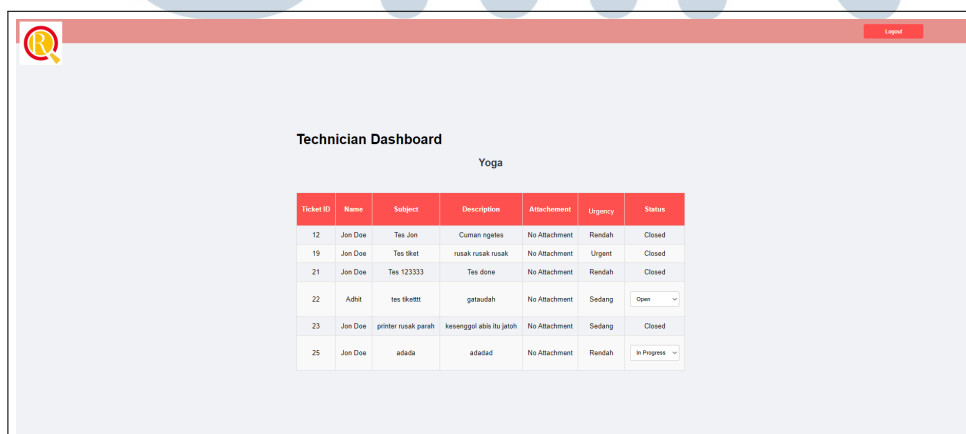 R
Logout
Technician Dashboard
Yoga
Ticket ID Name Subject Description Attachement Urgency Status
12 Jon Doe Tes Jon Cuman ngetes No Attachment Rendah Closed
19 Jon Doe Tes tiket rusak rusak rusak No Attachment Urgent Closed
21 Jon Doe Tes 123333 Tes done No Attachment Rendah Closed
22 Adhit tes tiketttt gataudah No Attachment Sedang Open
23 Jon Doe printer rusak parah kesenggol abis itu jatoh No Attachment Sedang Closed
25 Jon Doe adada adadad No Attachment Rendah In Progress